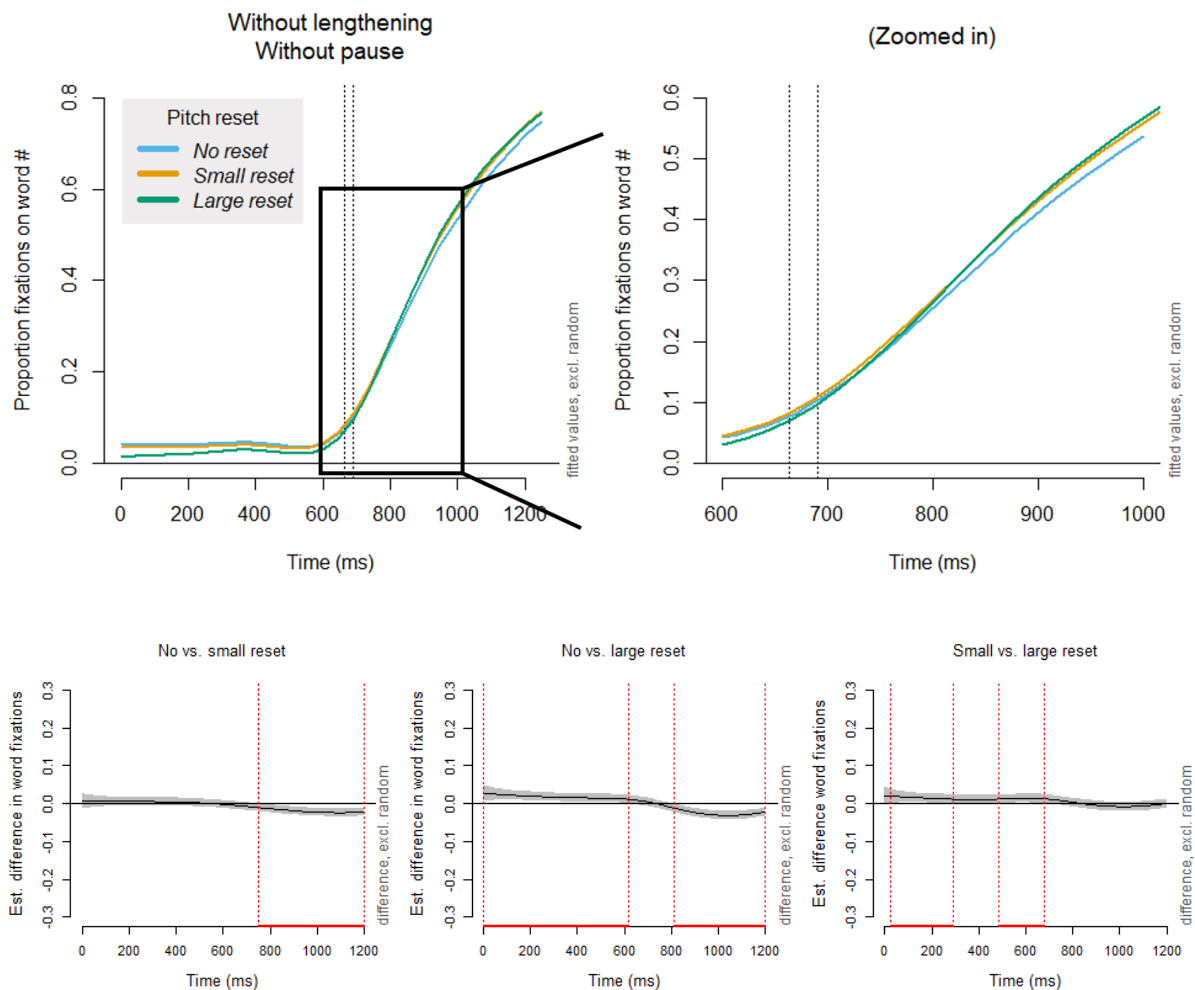 Without lengthening
Without pause
(Zoomed in)
Pitch reset
No reset
Small reset
Large reset
Proportion fixations on word #
0.0
0.2
0.4
0.6
0.8
0
200
400
600
800
1000
1200
Time (ms)
fitted values, excl. random
Proportion fixations on word #
0.0
0.1
0.2
0.3
0.4
0.5
0.6
600
700
800
900
1000
Time (ms)
fitted values, excl. random
No vs. small reset
Est. difference in word fixations
-0.3
-0.2
-0.1
0.0
0.1
0.2
0.3
0
200
400
600
800
1000
1200
Time (ms)
difference, excl. random
No vs. large reset
Est. difference in word fixations
-0.3
-0.2
-0.1
0.0
0.1
0.2
0.3
0
200
400
600
800
1000
1200
Time (ms)
difference, excl. random
Small vs. large reset
Est. difference word fixations
-0.3
-0.2
-0.1
0.0
0.1
0.2
0.3
0
200
400
600
800
1000
1200
Time (ms)
difference, excl. random